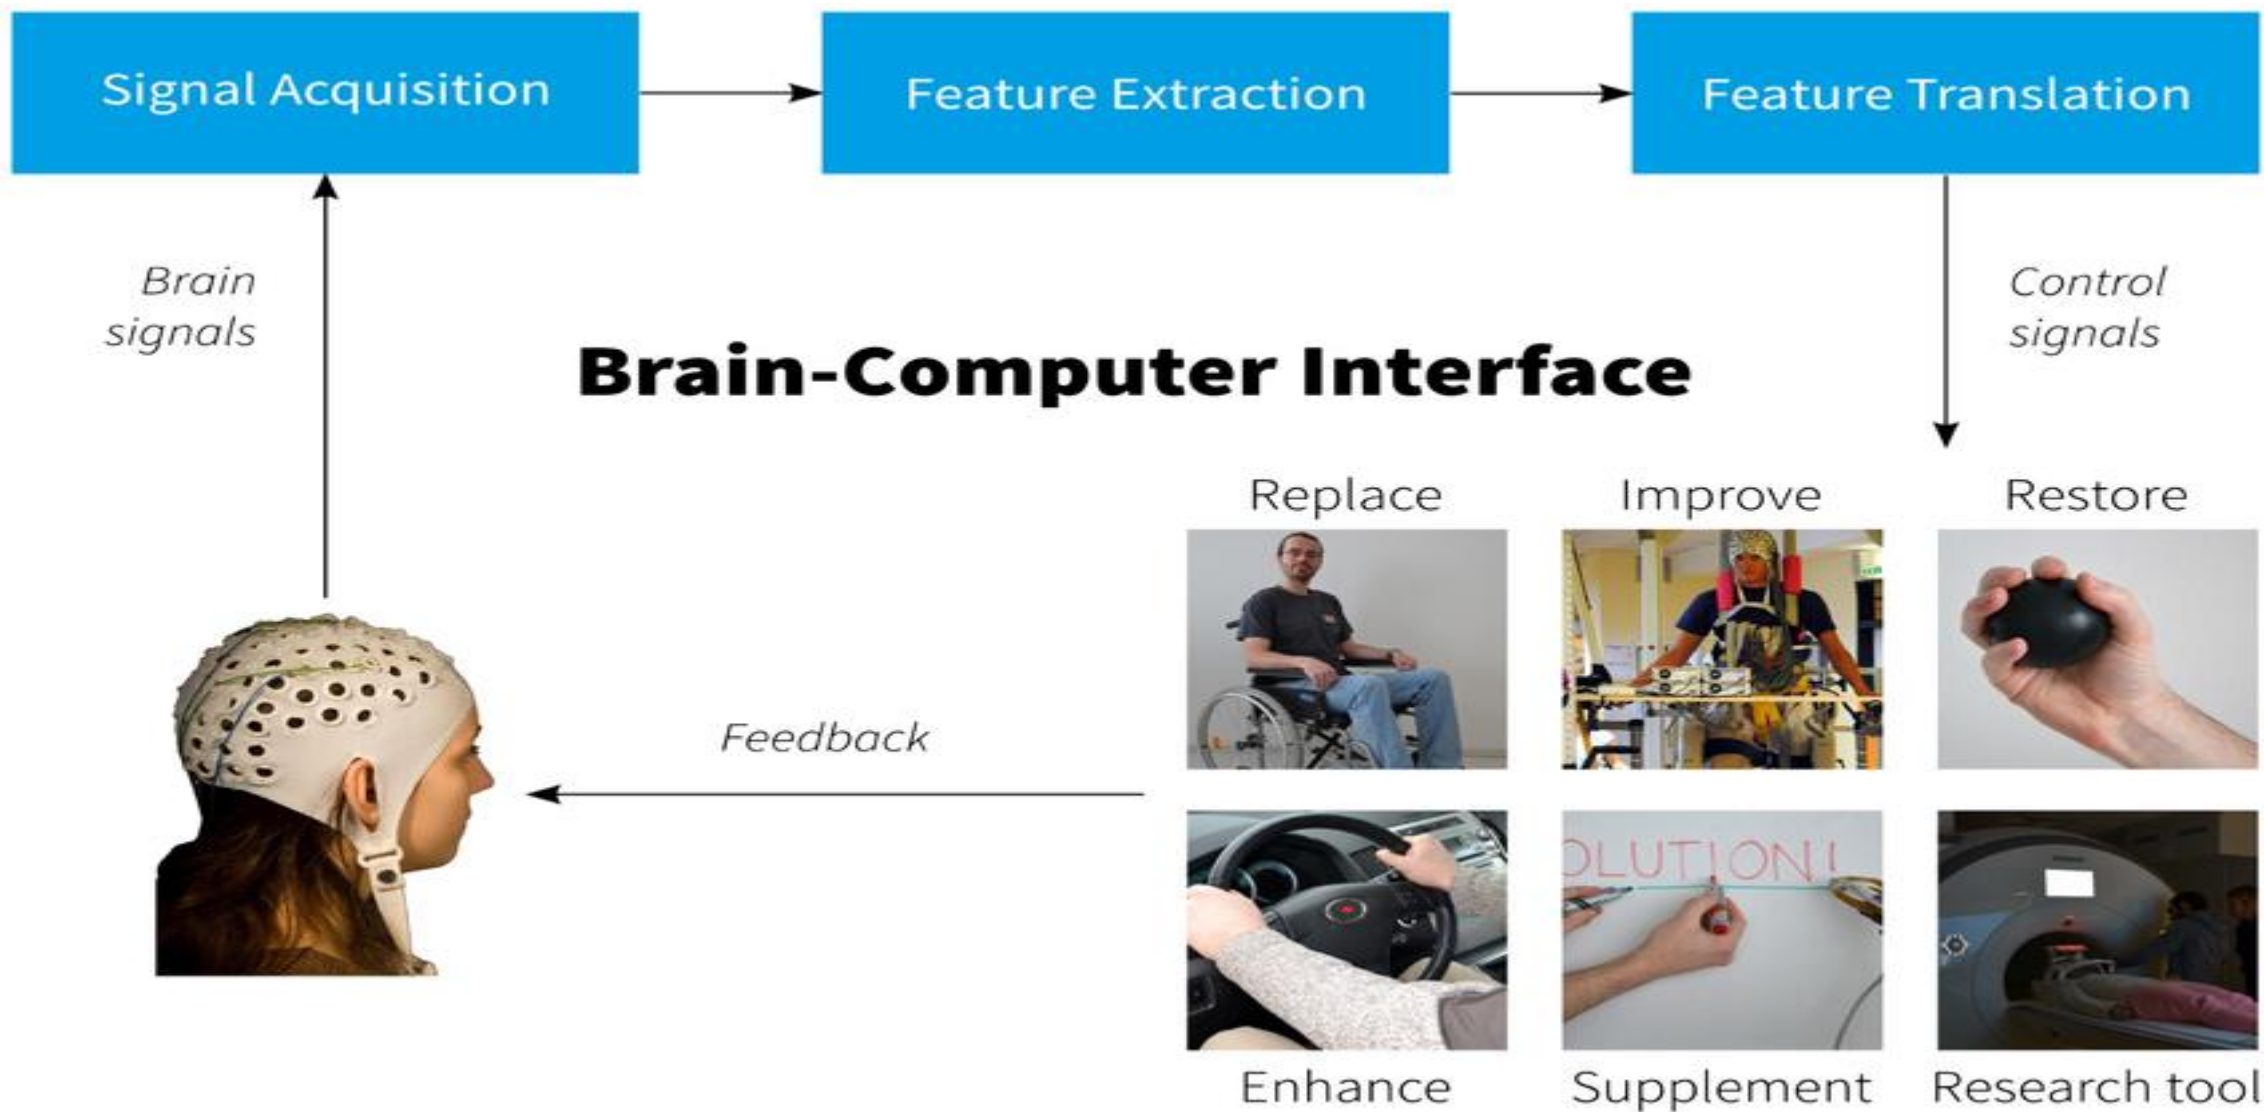 Signal Acquisition
Feature Extraction
Feature Translation
Brain
signals
Control
signals
Brain-Computer Interface
Replace
Improve
Restore
Feedback
OLUTION!
Enhance
Supplement
Research tool